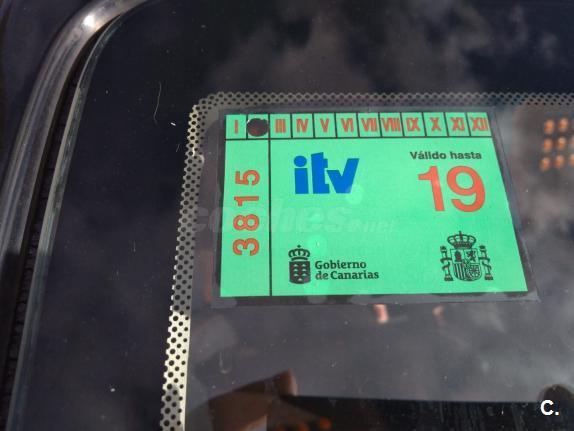 I III IV V VI VII VIII IX X XI XII
3815
itv
Válido hasta
19
Gobierno
de Canarias
coches.net
C.